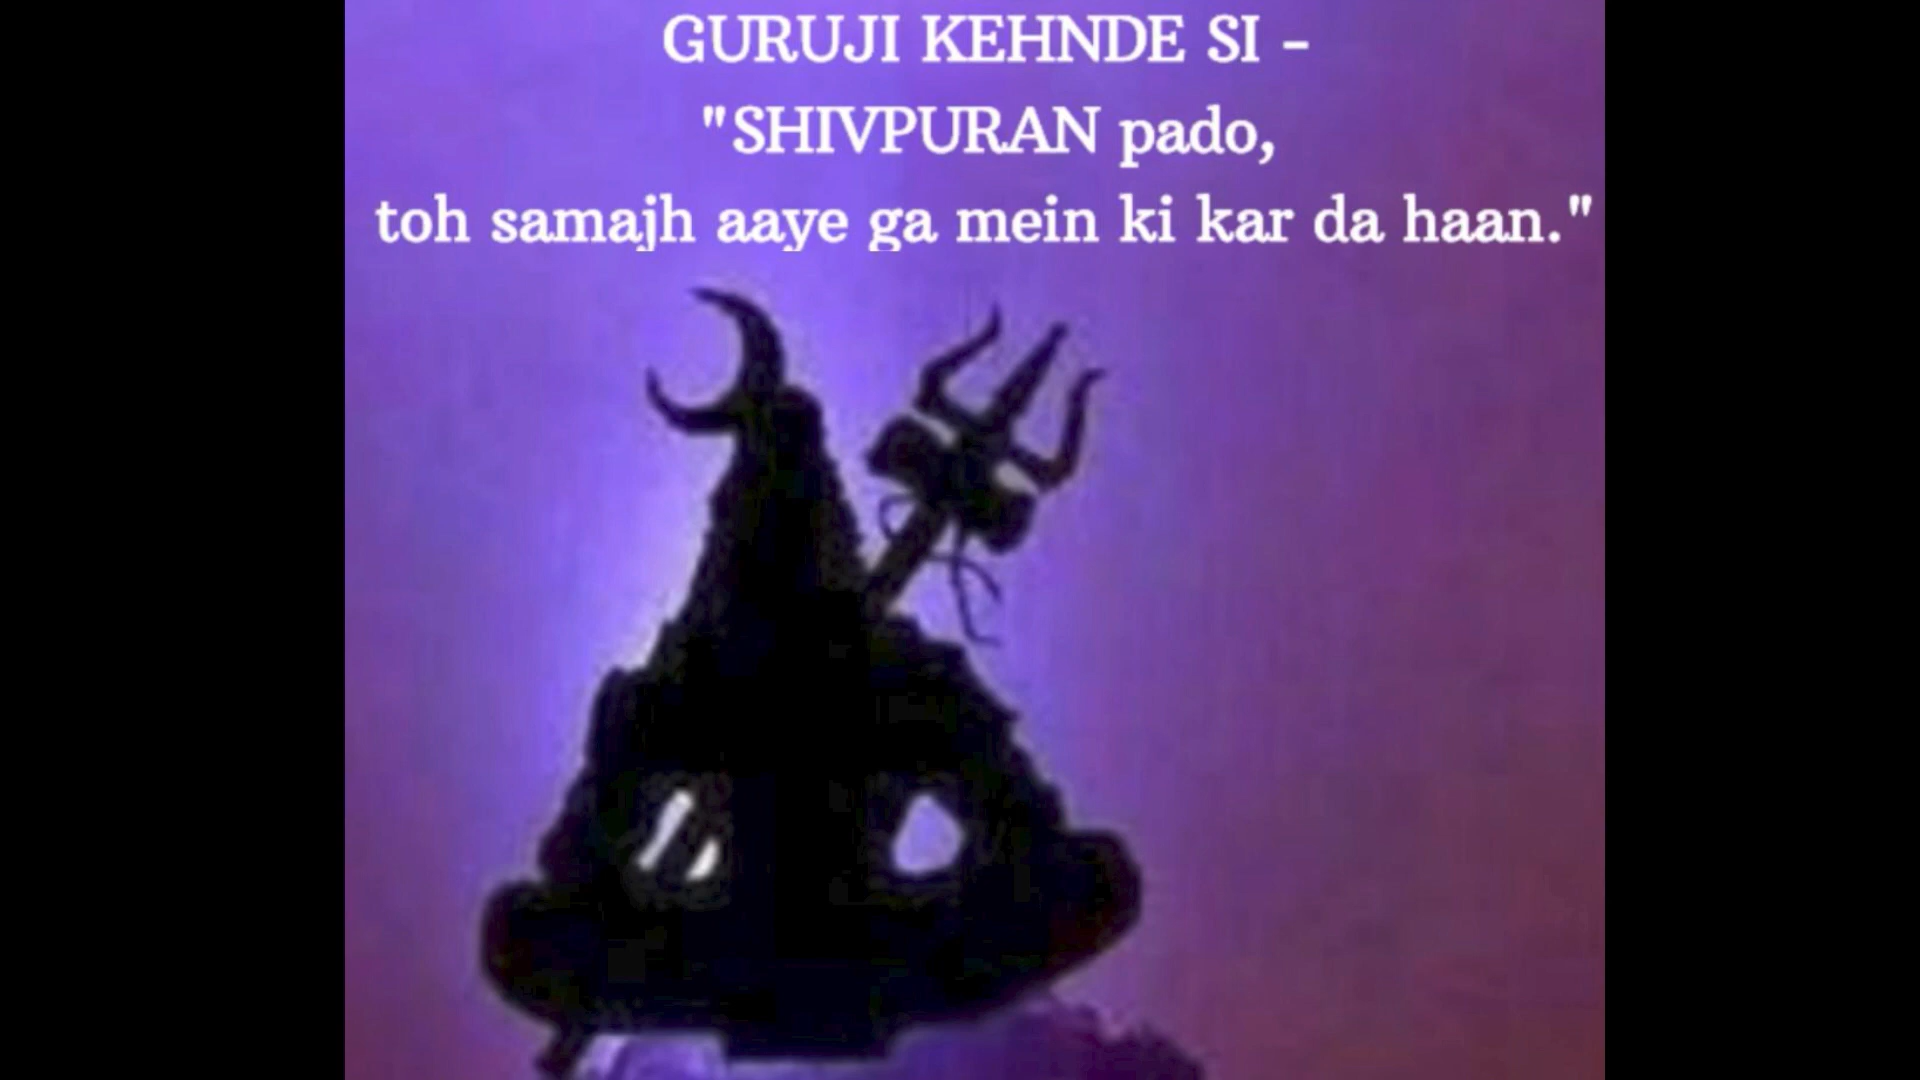 GURUJI KEHNDE SI -
"SHIVPURAN pado,
toh samajh aaye ga mein ki kar da haan."